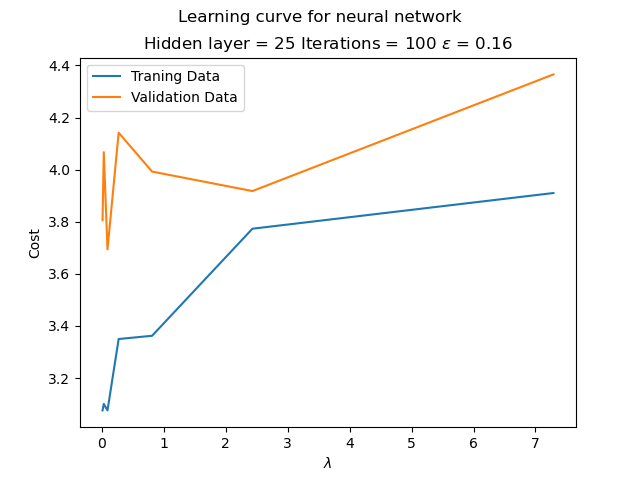 Learning curve for neural network
Hidden layer = 25 Iterations = 100 ε = 0.16
Traning Data
Validation Data
4.4
4.2
4.0
3.8
3.6
3.4
3.2
Cost
0 1 2 3 4 5 6 7
λ